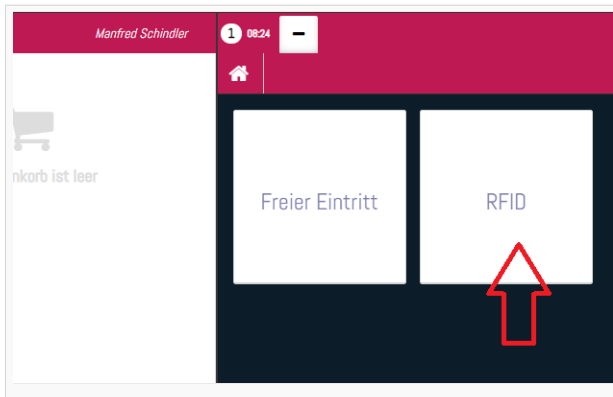 Manfred Schindler
1 08:24 –
nkorb ist leer
Freier Eintritt
RFID